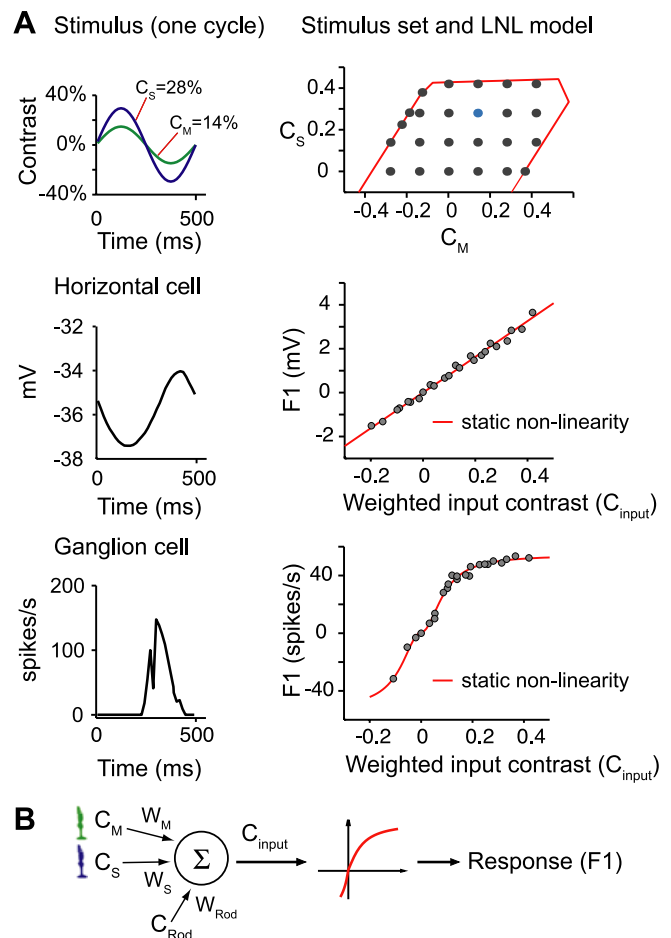 A Stimulus (one cycle) Stimulus set and LNL model
40%
0%
-40%
Contrast
C_S=28%
C_M=14%
0 500
Time (ms)
0.4
0.2
0
C_S
-0.4 -0.2 0 0.2 0.4
C_M
Horizontal cell
-32
-34
-36
-38
mV
0 500
Time (ms)
4
2
0
-2
F1 (mV)
static non-linearity
-0.2 0 0.2 0.4
Weighted input contrast (C_input)
Ganglion cell
200
100
0
spikes/s
0 500
Time (ms)
40
0
-40
F1 (spikes/s)
static non-linearity
-0.2 0 0.2 0.4
Weighted input contrast (C_input)
B
C_M W_M
C_S W_S
C_Rod W_Rod
Σ
C_input
Response (F1)